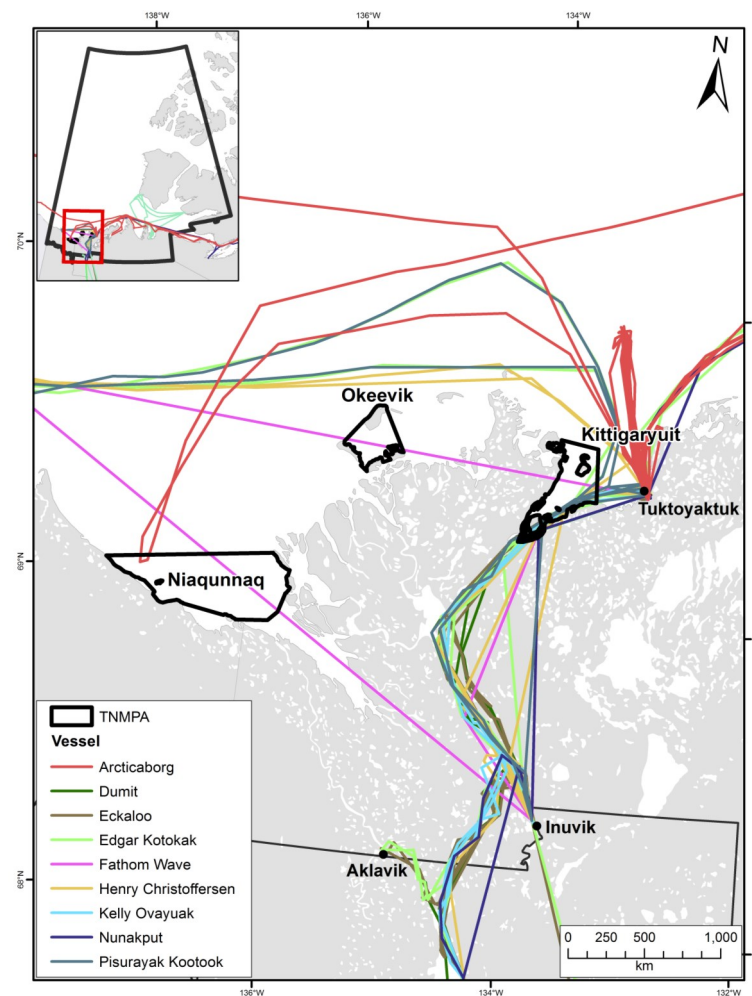 138°W
136°W
134°W
N
70°N
Okeevik
Kittigaryuit
Tuktoyaktuk
69°N
Niaqunnaq
TNMPA
Vessel
Arcticaborg
Dumit
Eckaloo
Edgar Kotokak
Fathom Wave
Henry Christoffersen
Kelly Ovayuak
Nunakput
Pisurayak Kootook
Inuvik
Aklavik
68°N
0 250 500 1,000
km
136°W
134°W
132°W